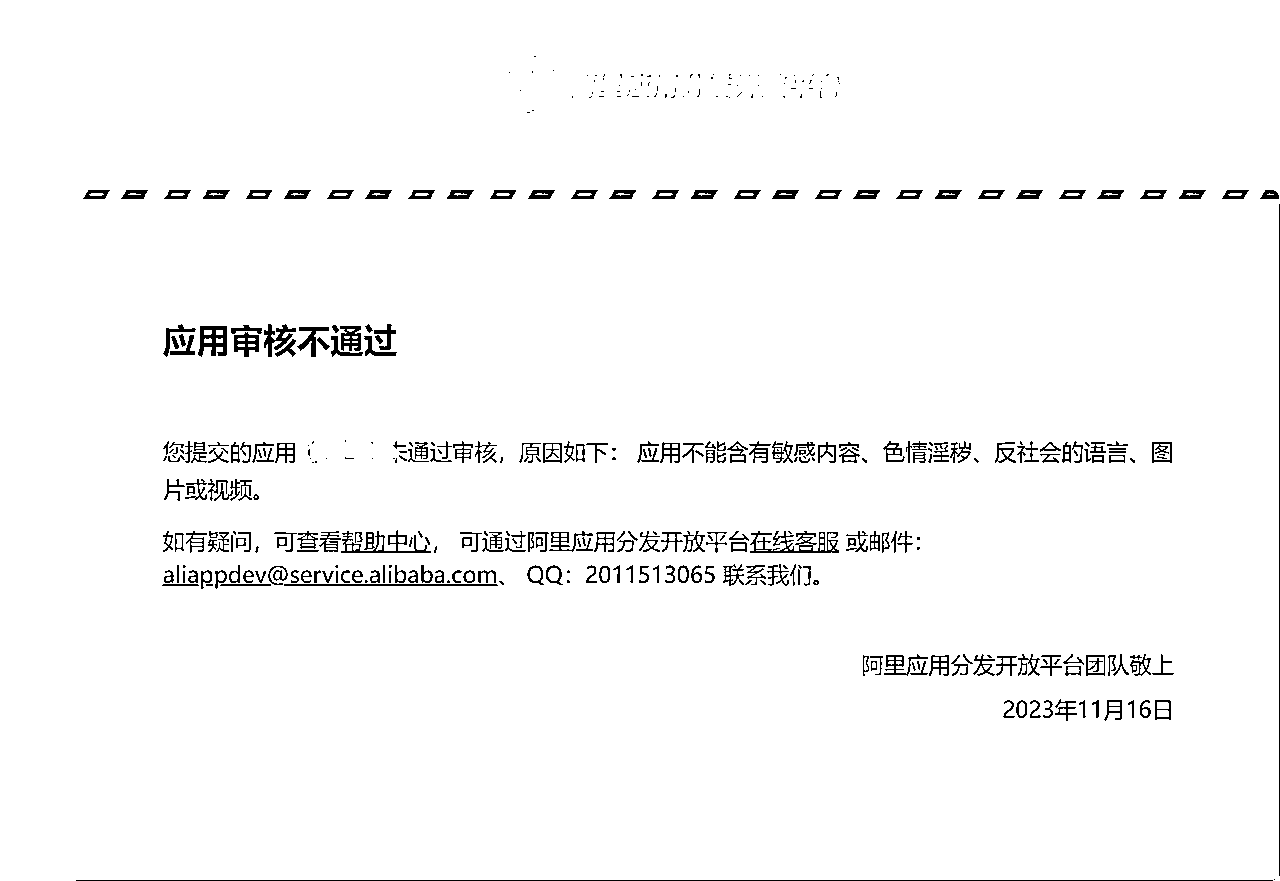 应用审核不通过
您提交的应用 通过审核，原因如下： 应用不能含有敏感内容、色情淫秽、反社会的语言、图
片或视频。
如有疑问，可查看帮助中心， 可通过阿里应用分发开放平台在线客服 或邮件：
aliappdev@service.alibaba.com、 QQ：2011513065 联系我们。
阿里应用分发开放平台团队敬上
2023年11月16日